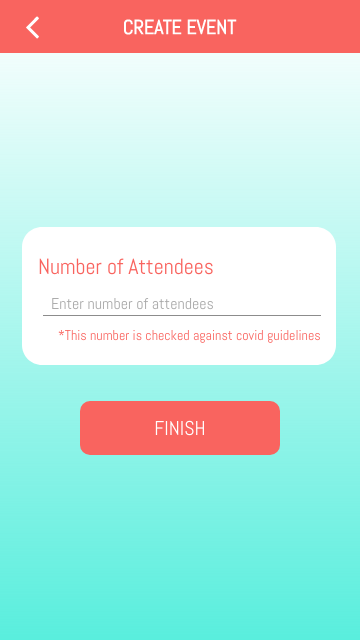 CREATE EVENT
Number of Attendees
Enter number of attendees
*This number is checked against covid guidelines
FINISH